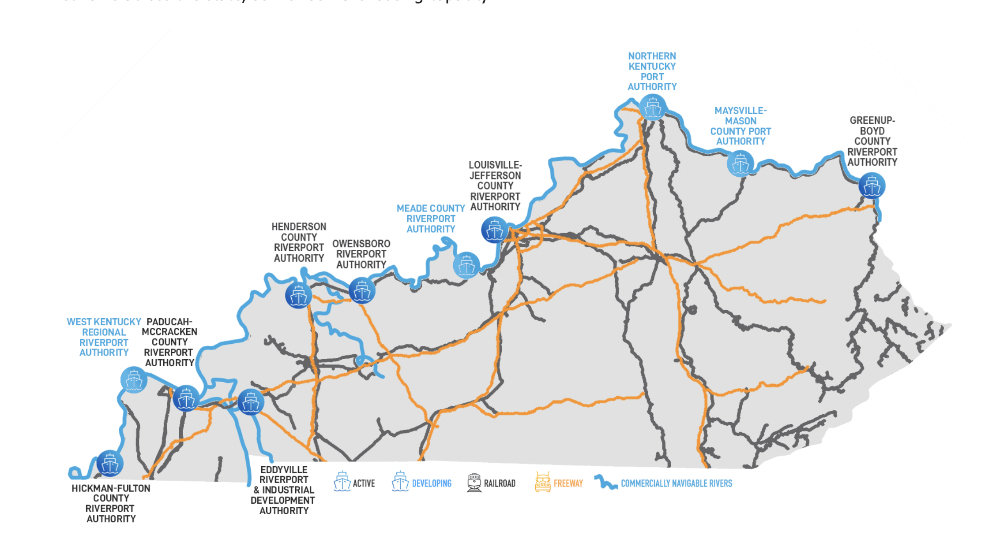 NORTHERN
KENTUCKY
PORT
AUTHORITY
MAYSVILLE-
MASON
COUNTY PORT
AUTHORITY
GREENUP-
BOYD
COUNTY
RIVERPORT
AUTHORITY
LOUISVILLE-
JEFFERSON
COUNTY
RIVERPORT
AUTHORITY
MEADE COUNTY
RIVERPORT
AUTHORITY
HENDERSON
COUNTY
RIVERPORT
AUTHORITY
OWENSBORO
RIVERPORT
AUTHORITY
WEST KENTUCKY
REGIONAL
RIVERPORT
AUTHORITY
PADUCAH-
MCCRACKEN
COUNTY
RIVERPORT
AUTHORITY
HICKMAN-FULTON
COUNTY
RIVERPORT
AUTHORITY
EDDYVILLE
RIVERPORT
& INDUSTRIAL
DEVELOPMENT
AUTHORITY
ACTIVE
DEVELOPING
RAILROAD
FREEWAY
COMMERCIALLY NAVIGABLE RIVERS